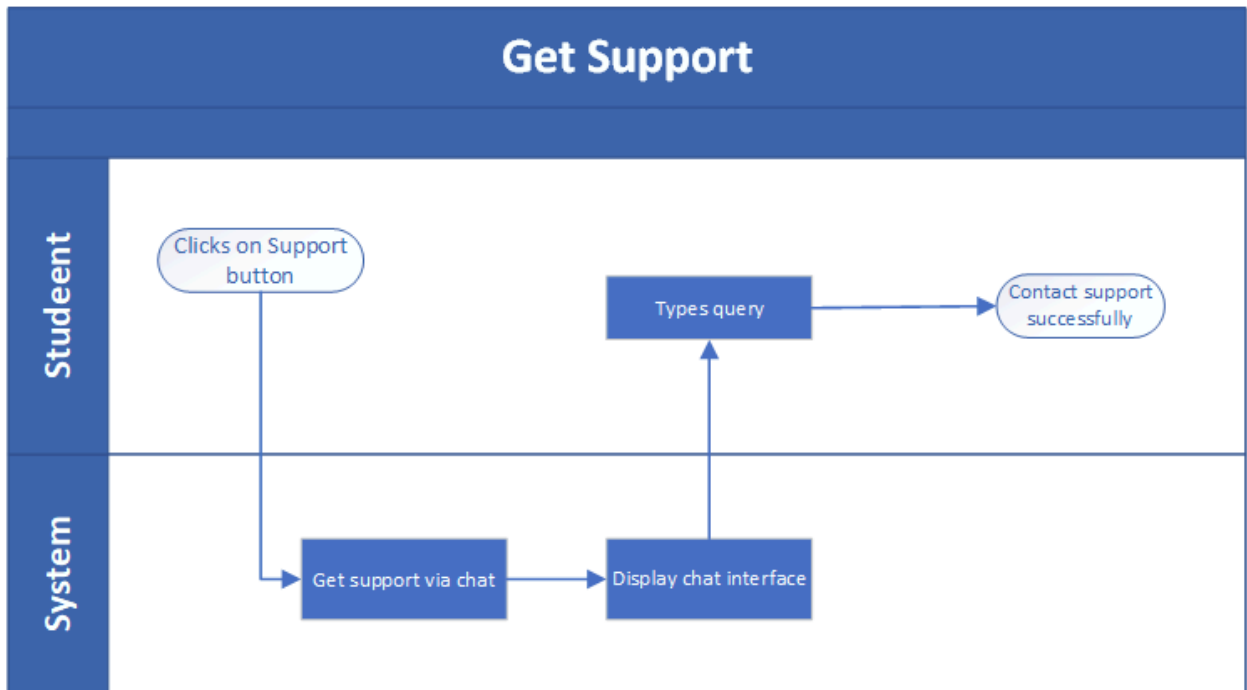 Get Support
Studeent
Clicks on Support
button
Types query
Contact support
successfully
System
Get support via chat
Display chat interface